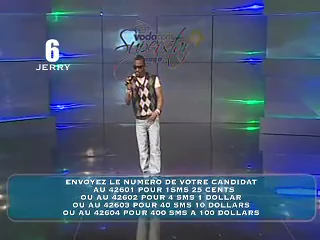 6
JERRY
Vodacom
Superstar
ENVOYEZ LE NUMERO DE VOTRE CANDIDAT
AU 42601 POUR 1SMS 25 CENTS
OU AU 42602 POUR 4 SMS 1 DOLLAR
OU AU 42603 POUR 40 SMS 10 DOLLARS
OU AU 42604 POUR 400 SMS A 100 DOLLARS